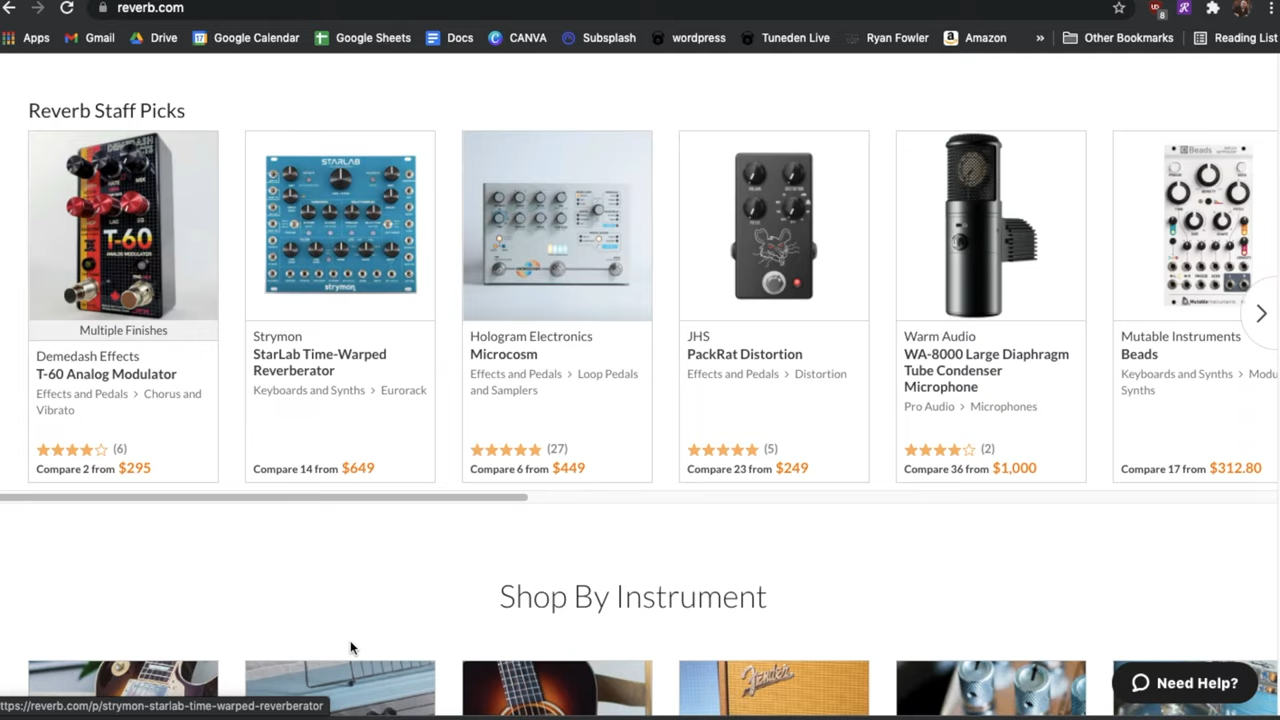 reverb.com
8
Apps
Gmail
Drive
17
Google Calendar
Google Sheets
Docs
CANVA
Subsplash
wordpress
Tuneden Live
Ryan Fowler
Amazon
»
Other Bookmarks
Reading List
Reverb Staff Picks
T-60
Multiple Finishes
Demedash Effects
T-60 Analog Modulator
Effects and Pedals > Chorus and
Vibrato
(6)
Compare 2 from $295
STARLAB
strymon
Strymon
StarLab Time-Warped
Reverberator
Keyboards and Synths > Eurorack
Compare 14 from $649
Hologram Electronics
Microcosm
Effects and Pedals > Loop Pedals
and Samplers
(27)
Compare 6 from $449
JHS
PackRat Distortion
Effects and Pedals > Distortion
(5)
Compare 23 from $249
Warm Audio
WA-8000 Large Diaphragm
Tube Condenser
Microphone
Pro Audio > Microphones
(2)
Compare 36 from $1,000
Beads
Mutable Instruments
Mutable Instruments
Beads
Keyboards and Synths > Modu
Synths
Compare 17 from $312.80
Shop By Instrument
Fender
Need Help?
ttps://reverb.com/p/strymon-starlab-time-warped-reverberator